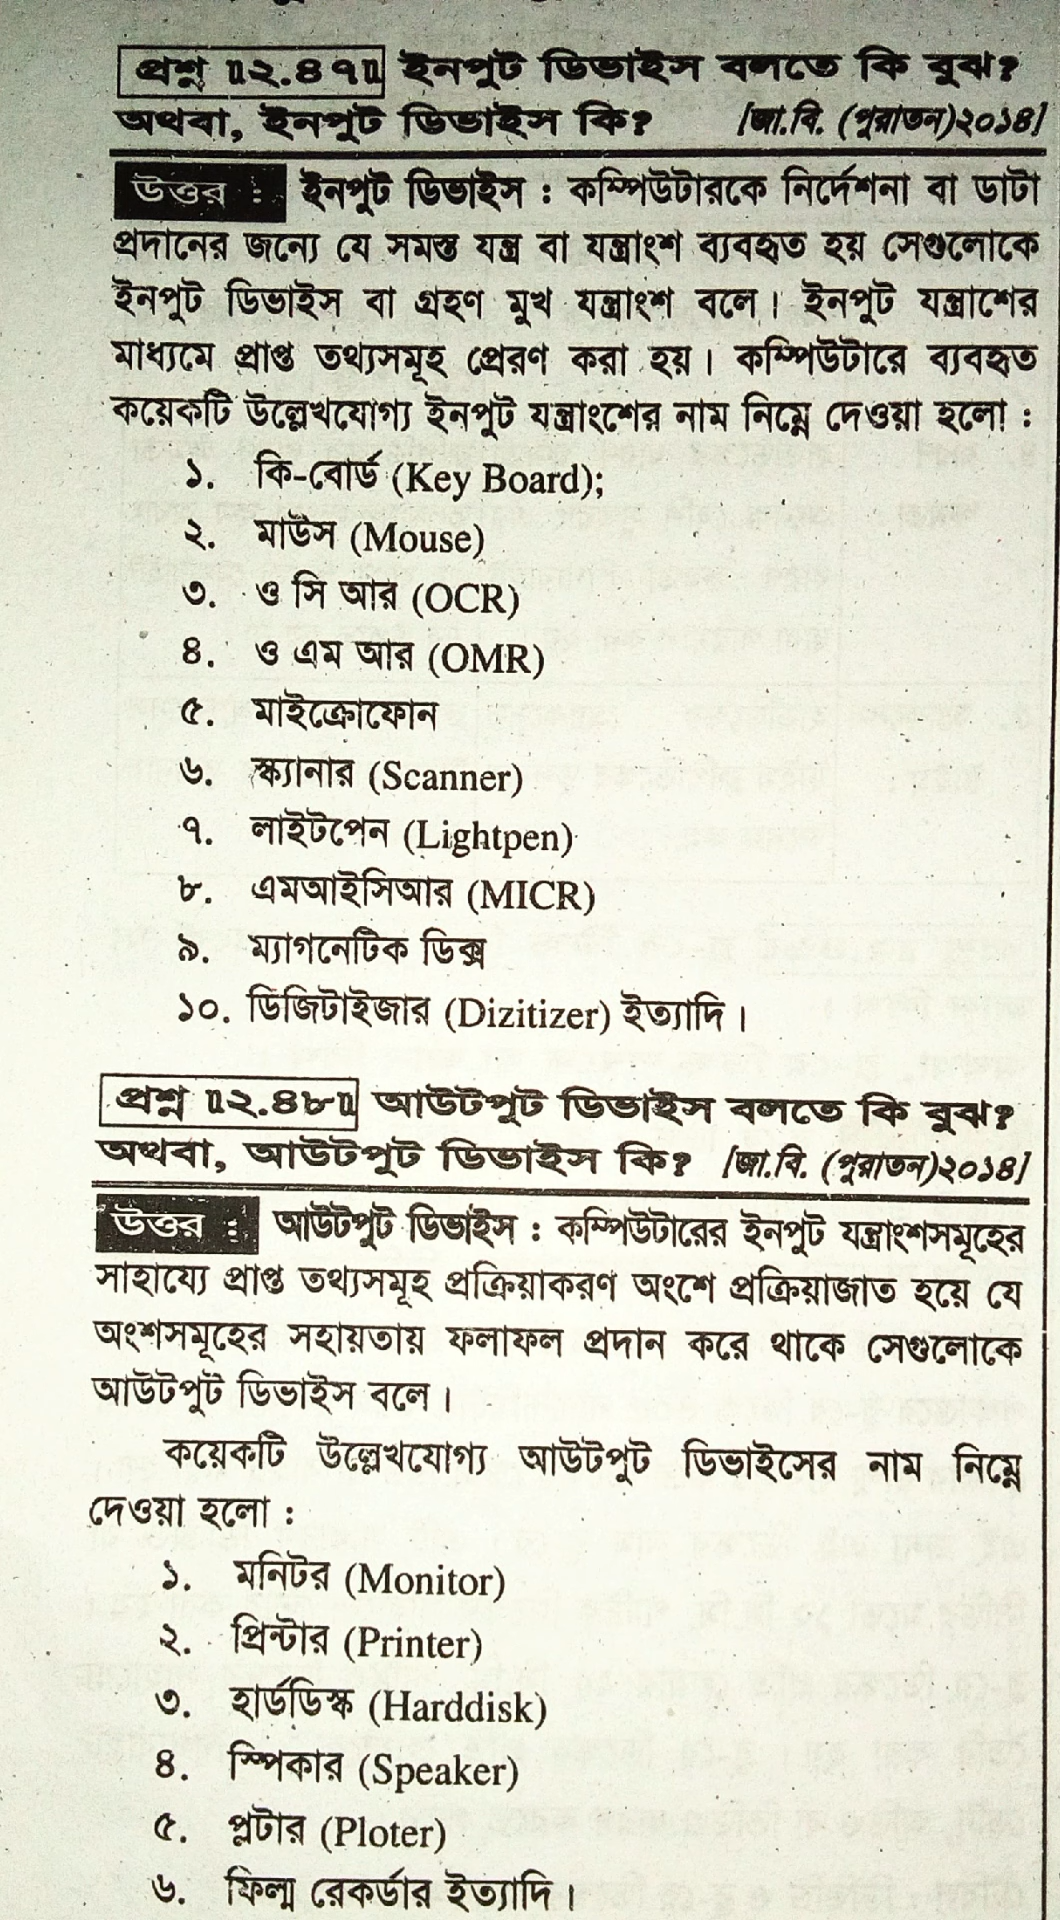 প্রশ্ন ॥২.৪৭॥ ইনপুট ডিভাইস বলতে কি বুঝ?
অথবা, ইনপুট ডিভাইস কি? [জা.বি. (পুরাতন)২০১৪]
উত্তর : ইনপুট ডিভাইস : কম্পিউটারকে নির্দেশনা বা ডাটা
প্রদানের জন্যে যে সমস্ত যন্ত্র বা যন্ত্রাংশ ব্যবহৃত হয় সেগুলোকে
ইনপুট ডিভাইস বা গ্রহণ মুখ যন্ত্রাংশ বলে। ইনপুট যন্ত্রাশের
মাধ্যমে প্রাপ্ত তথ্যসমূহ প্রেরণ করা হয়। কম্পিউটারে ব্যবহৃত
কয়েকটি উল্লেখযোগ্য ইনপুট যন্ত্রাংশের নাম নিম্নে দেওয়া হলো :
১. কি-বোর্ড (Key Board);
২. মাউস (Mouse)
৩. ও সি আর (OCR)
৪. ও এম আর (OMR)
৫. মাইক্রোফোন
৬. স্ক্যানার (Scanner)
৭. লাইটপেন (Lightpen)
৮. এমআইসিআর (MICR)
৯. ম্যাগনেটিক ডিক্স
১০. ডিজিটাইজার (Dizitizer) ইত্যাদি।
প্রশ্ন ॥২.৪৮॥ আউটপুট ডিভাইস বলতে কি বুঝ?
অথবা, আউটপুট ডিভাইস কি? [জা.বি. (পুরাতন)২০১৪]
উত্তর : আউটপুট ডিভাইস : কম্পিউটারের ইনপুট যন্ত্রাংশসমূহের
সাহায্যে প্রাপ্ত তথ্যসমূহ প্রক্রিয়াকরণ অংশে প্রক্রিয়াজাত হয়ে যে
অংশসমূহের সহায়তায় ফলাফল প্রদান করে থাকে সেগুলোকে
আউটপুট ডিভাইস বলে।
কয়েকটি উল্লেখযোগ্য আউটপুট ডিভাইসের নাম নিম্নে
দেওয়া হলো :
১. মনিটর (Monitor)
২. প্রিন্টার (Printer)
৩. হার্ডডিস্ক (Harddisk)
৪. স্পিকার (Speaker)
৫. প্লটার (Ploter)
৬. ফিল্ম রেকর্ডার ইত্যাদি।